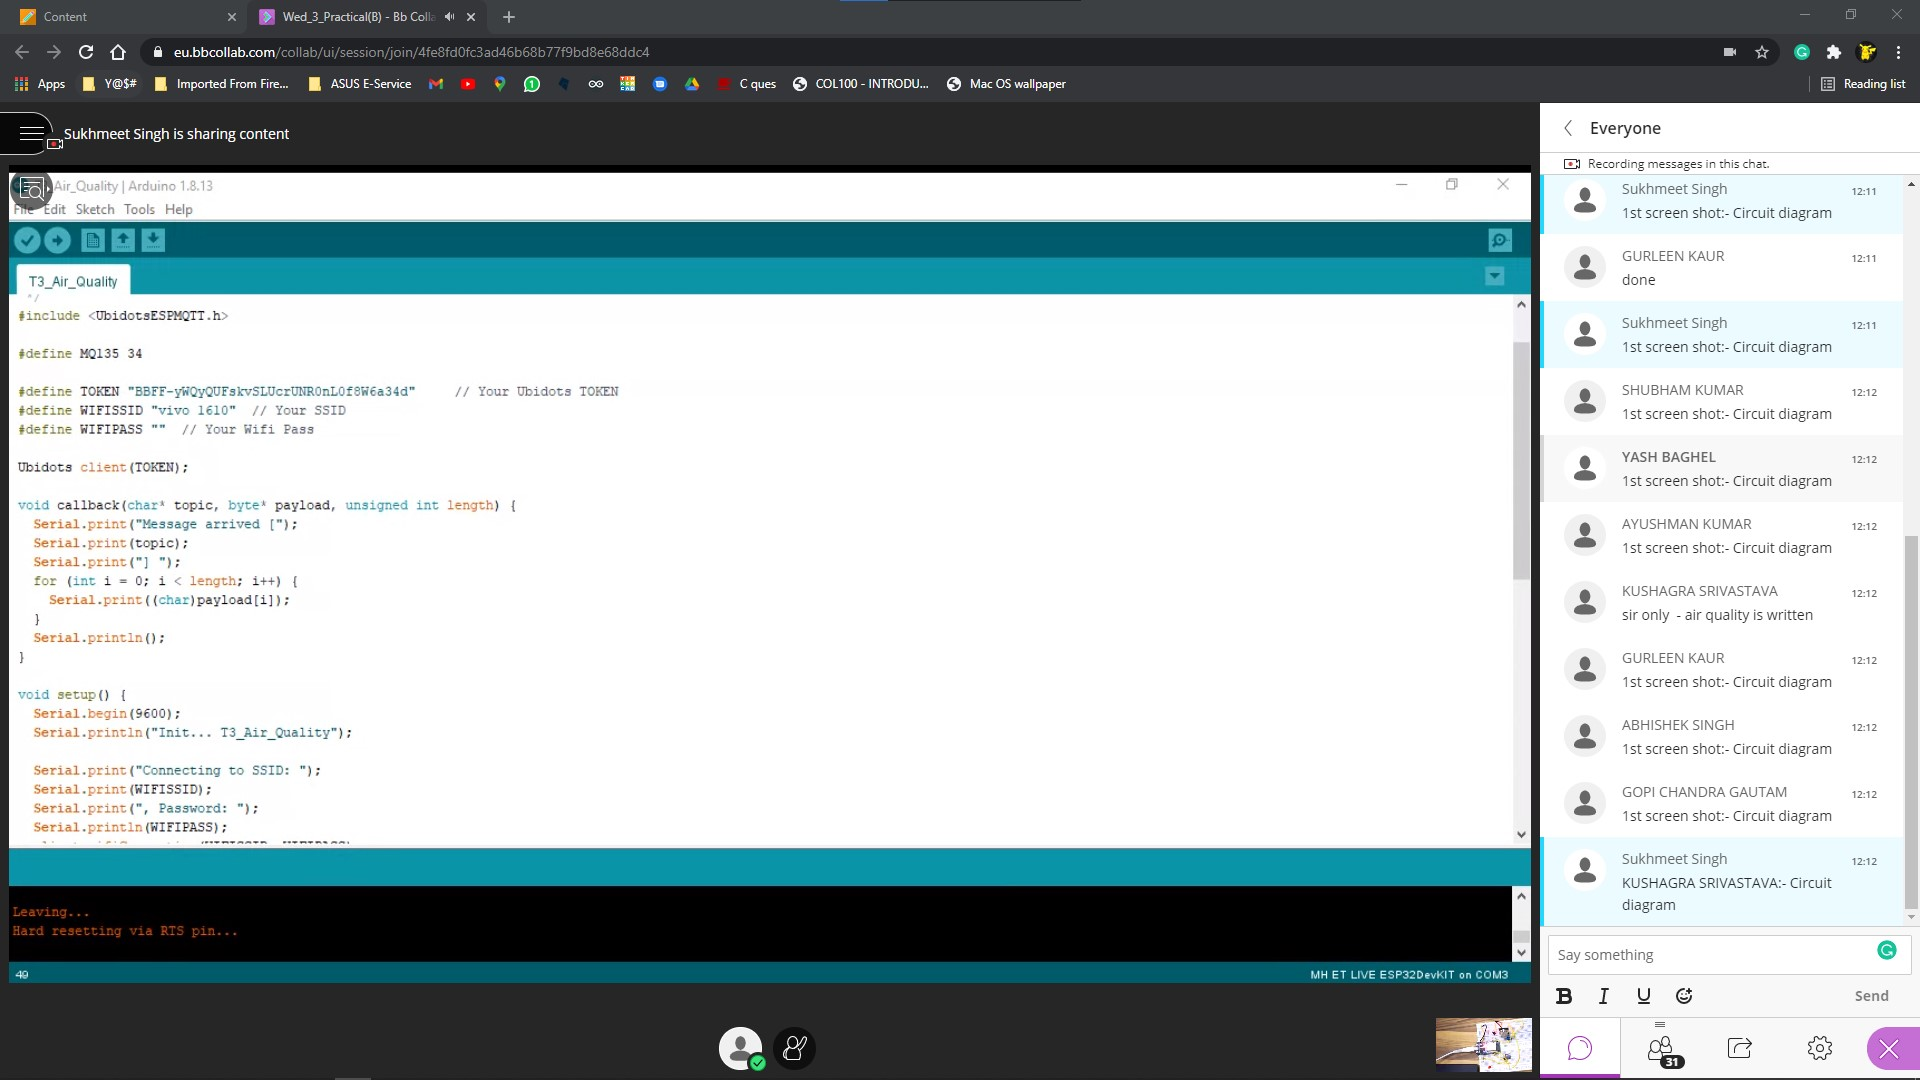 Content
Wed_3_Practical(B) - Bb Colla
eu.bbcollab.com/collab/ui/session/join/4fe8fd0fc3ad46b68b77f9bd8e68ddc4
Apps
Y@$#
Imported From Fire...
ASUS E-Service
C ques
COL100 - INTRODU...
Mac OS wallpaper
Reading list
Sukhmeet Singh is sharing content
Air_Quality | Arduino 1.8.13
File Edit Sketch Tools Help
T3_Air_Quality
*/
#include <UbidotsESPMQTT.h>
#define MQ135 34
#define TOKEN "BBFF-yWQyQUFskvSLUcrUNR0nL0f8W6a34d" // Your Ubidots TOKEN
#define WIFISSID "vivo 1610" // Your SSID
#define WIFIPASS "" // Your Wifi Pass
Ubidots client(TOKEN);
void callback(char* topic, byte* payload, unsigned int length) {
Serial.print("Message arrived [");
Serial.print(topic);
Serial.print("] ");
for (int i = 0; i < length; i++) {
Serial.print((char)payload[i]);
}
Serial.println();
}
void setup() {
Serial.begin(9600);
Serial.println("Init... T3_Air_Quality");
Serial.print("Connecting to SSID: ");
Serial.print(WIFISSID);
Serial.print(", Password: ");
Serial.println(WIFIPASS);
Leaving...
Hard resetting via RTS pin...
49
MH ET LIVE ESP32DevKIT on COM3
Everyone
Recording messages in this chat.
Sukhmeet Singh 12:11
1st screen shot:- Circuit diagram
GURLEEN KAUR 12:11
done
Sukhmeet Singh 12:11
1st screen shot:- Circuit diagram
SHUBHAM KUMAR 12:12
1st screen shot:- Circuit diagram
YASH BAGHEL 12:12
1st screen shot:- Circuit diagram
AYUSHMAN KUMAR 12:12
1st screen shot:- Circuit diagram
KUSHAGRA SRIVASTAVA 12:12
sir only - air quality is written
GURLEEN KAUR 12:12
1st screen shot:- Circuit diagram
ABHISHEK SINGH 12:12
1st screen shot:- Circuit diagram
GOPI CHANDRA GAUTAM 12:12
1st screen shot:- Circuit diagram
Sukhmeet Singh 12:12
KUSHAGRA SRIVASTAVA:- Circuit
diagram
Say something
B I U
Send
31